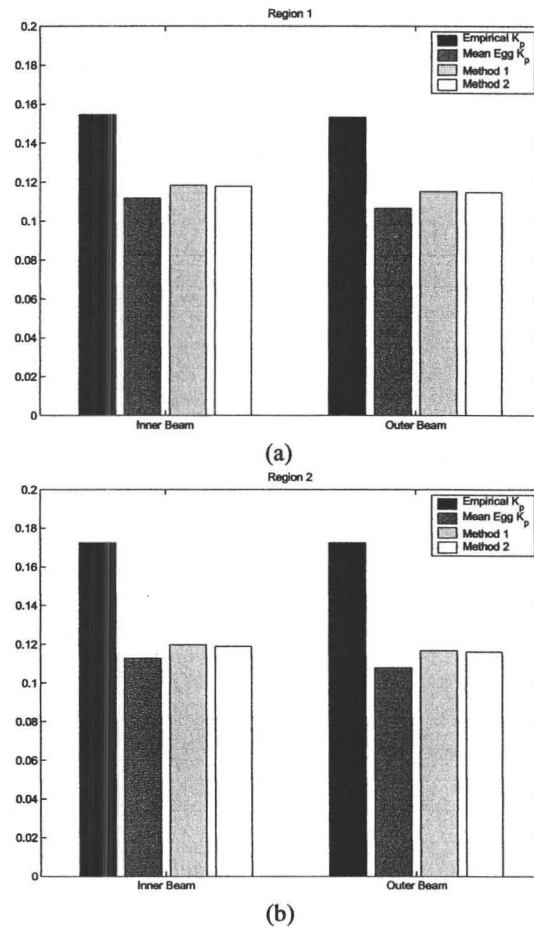 Region 1
0.2
0.18
0.16
0.14
0.12
0.1
0.08
0.06
0.04
0.02
0
Empirical Kp
Mean Egg Kp
Method 1
Method 2
Inner Beam
Outer Beam
(a)
Region 2
0.2
0.18
0.16
0.14
0.12
0.1
0.08
0.06
0.04
0.02
0
Empirical Kp
Mean Egg Kp
Method 1
Method 2
Inner Beam
Outer Beam
(b)